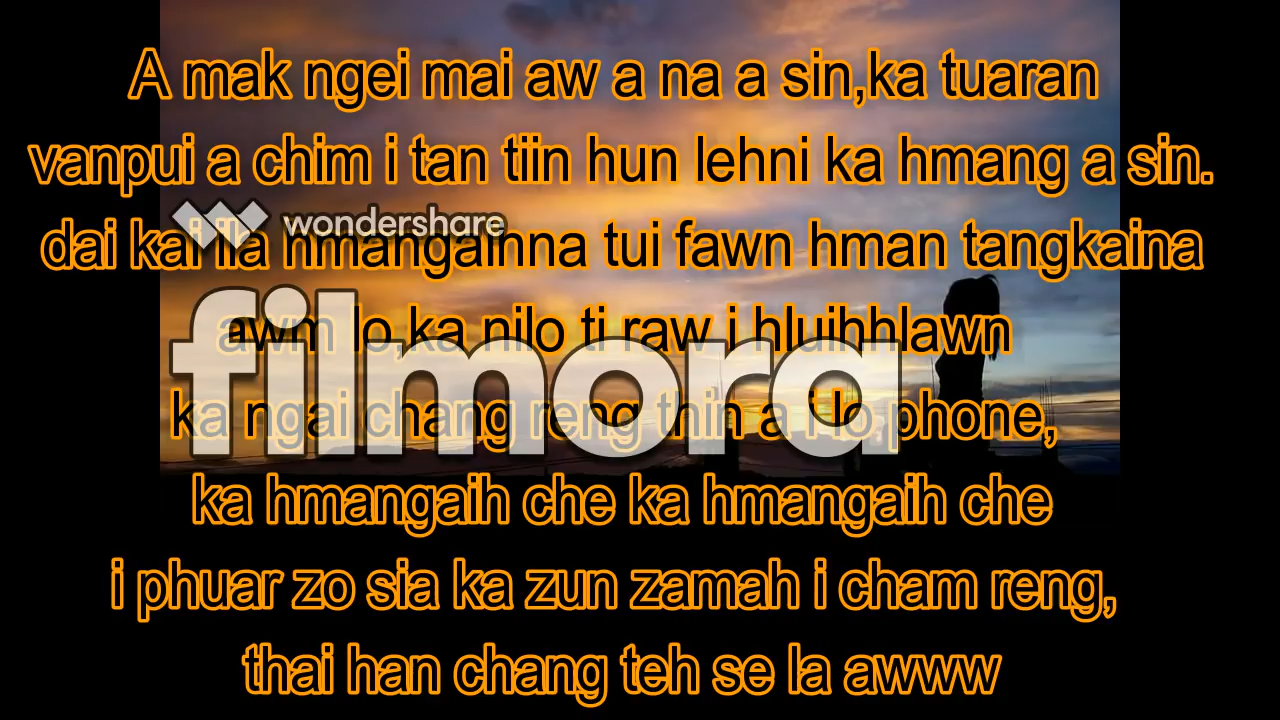 A mak ngei mai aw a na a sin,ka tuaran
vanpui a chim i tan tiin hun lehni ka hmang a sin.
wondershare
dai kai ila hmangaihna tui fawn hman tangkaina
awm lo,ka nilo ti raw i hluihhlawn
filmora
ka ngai chang reng thin a i lo phone,
ka hmangaih che ka hmangaih che
i phuar zo sia ka zun zamah i cham reng,
thai han chang teh se la awww